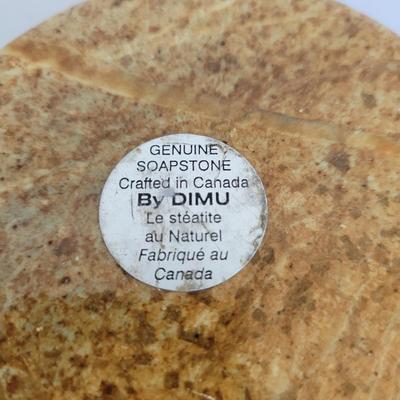 GENUINE
SOAPSTONE
Crafted in Canada
By DIMU
Le stéatite
au Naturel
Fabriqué au
Canada